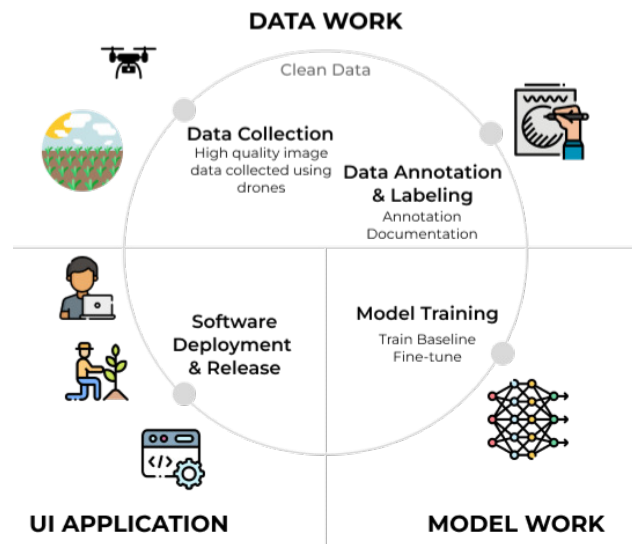 DATA WORK
Clean Data
Data Collection
High quality image
data collected using
drones
Data Annotation
& Labeling
Annotation
Documentation
Software
Deployment
& Release
Model Training
Train Baseline
Fine-tune
</>
UI APPLICATION
MODEL WORK